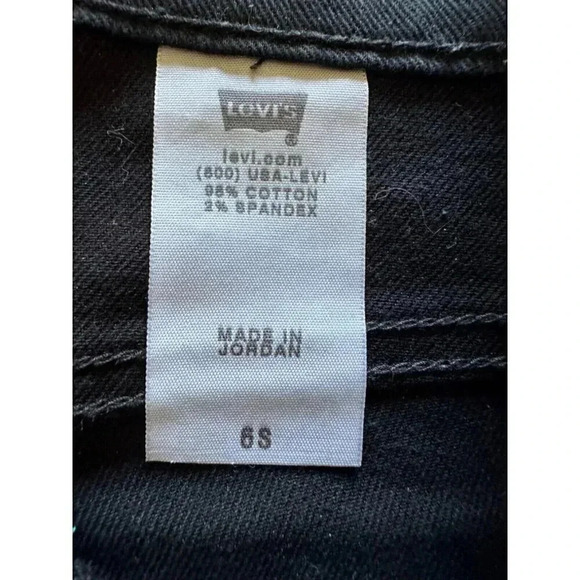 LEVI'S
®
levi.com
(800) USA-LEVI
98% COTTON
2% SPANDEX
MADE IN
JORDAN
6S